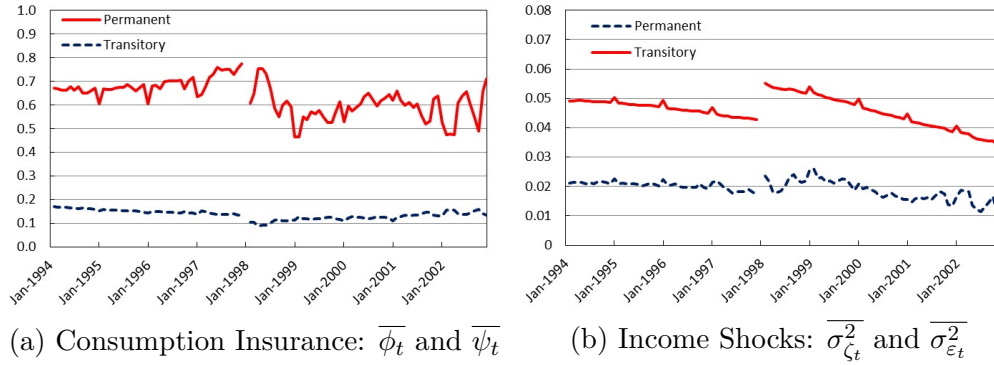 1.0
Permanent
0.9
Transitory
0.8
0.7
0.6
0.5
0.4
0.3
0.2
0.1
0.0
Jan-1994
Jan-1995
Jan-1996
Jan-1997
Jan-1998
Jan-1999
Jan-2000
Jan-2001
Jan-2002
(a) Consumption Insurance: $\overline{\phi_t}$ and $\overline{\psi_t}$
0.08
Permanent
0.07
Transitory
0.06
0.05
0.04
0.03
0.02
0.01
0
Jan-1994
Jan-1995
Jan-1996
Jan-1997
Jan-1998
Jan-1999
Jan-2000
Jan-2001
Jan-2002
(b) Income Shocks: $\overline{\sigma^2_{\zeta_t}}$ and $\overline{\sigma^2_{\varepsilon_t}}$